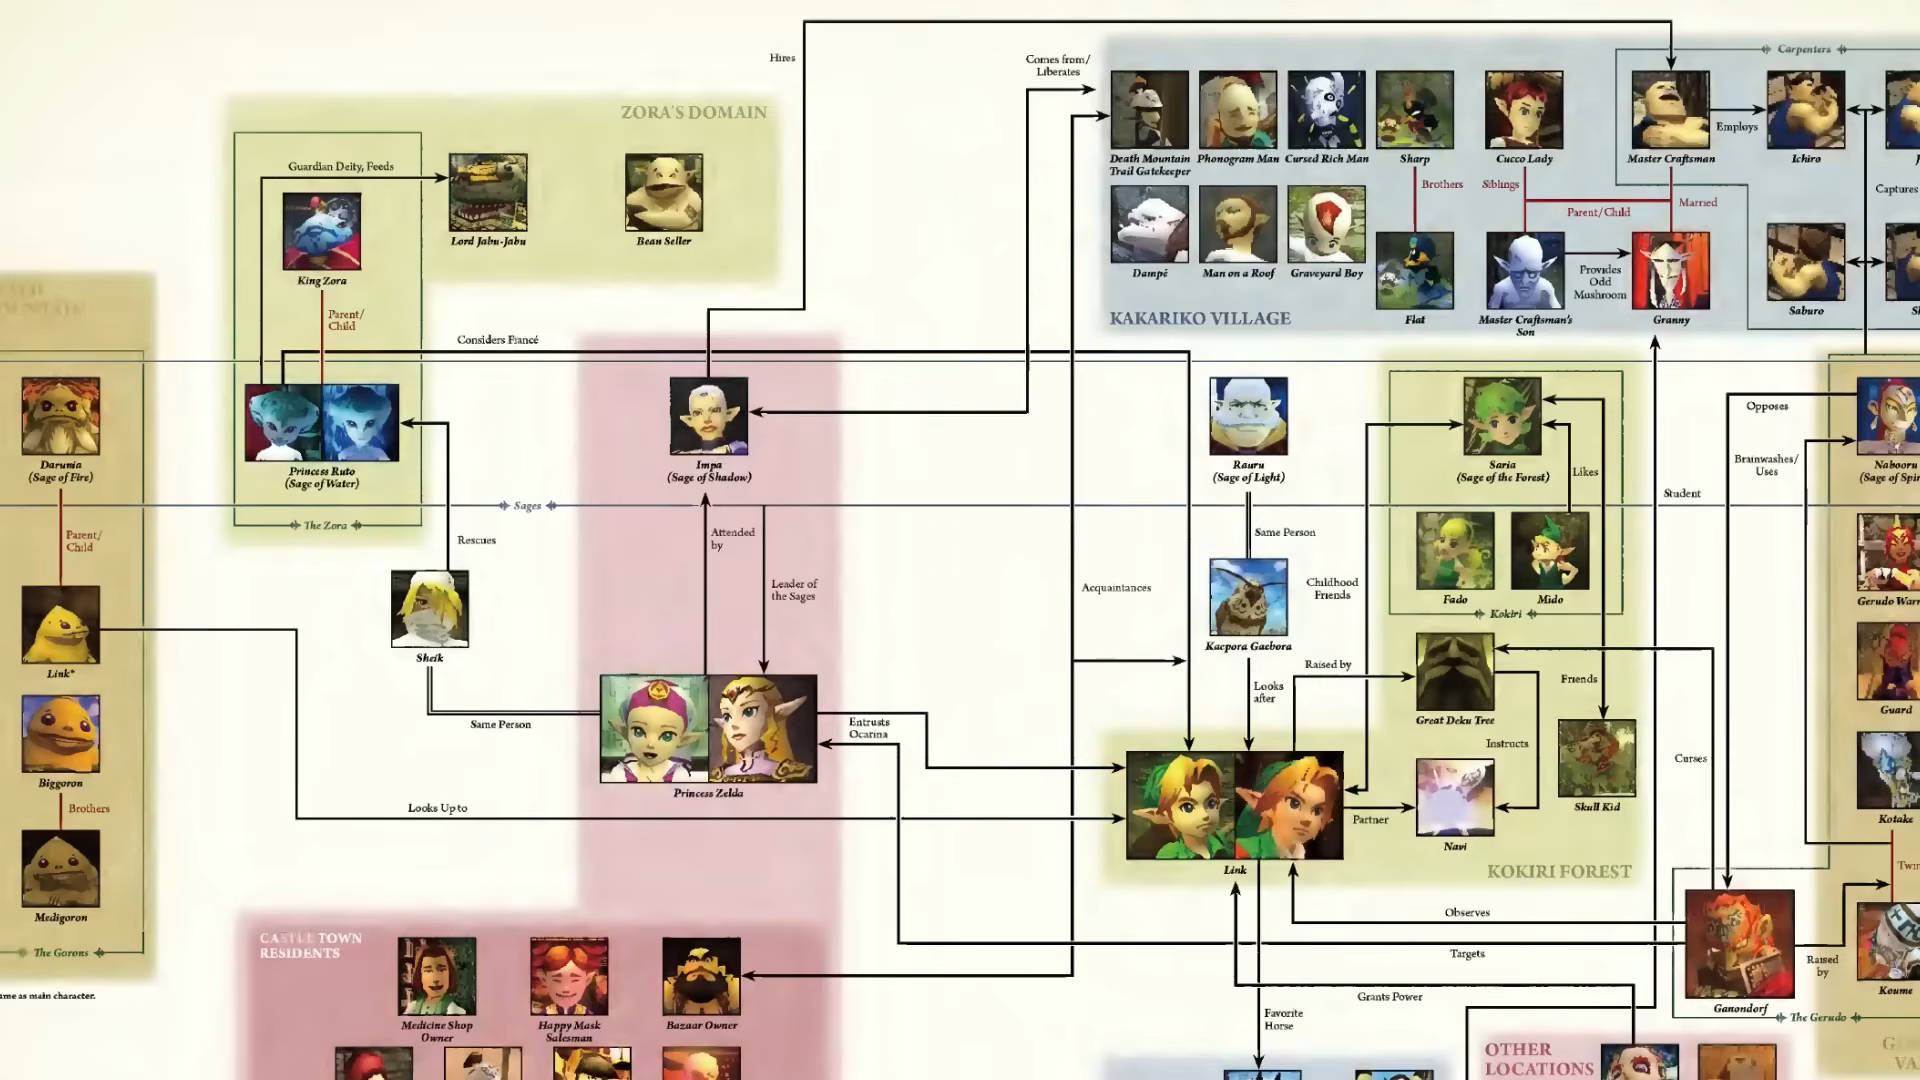 Hires
Comes from/
Liberates
Carpenters
ZORA'S DOMAIN
Guardian Deity, Feeds
Lord Jabu-Jabu
Bean Seller
King Zora
Parent/
Child
Considers Fiancé
Princess Ruto
(Sage of Water)
The Zora
Death Mountain
Trail Gatekeeper
Phonogram Man
Cursed Rich Man
Sharp
Cucco Lady
Master Craftsman
Employs
Ichiro
Brothers
Siblings
Parent/Child
Married
Captures
Dampé
Man on a Roof
Graveyard Boy
Flat
Master Craftsman's
Son
Provides
Odd
Mushroom
Granny
Saburo
KAKARIKO VILLAGE
Darunia
(Sage of Fire)
Parent/
Child
Link*
Biggoron
Brothers
Medigoron
The Gorons
ame as main character.
Sages
Rescues
Sheik
Same Person
Looks Up to
Impa
(Sage of Shadow)
Attended
by
Leader of
the Sages
Princess Zelda
Entrusts
Ocarina
Acquaintances
Rauru
(Sage of Light)
Same Person
Kaepora Gaebora
Looks
after
Childhood
Friends
Raised by
Saria
(Sage of the Forest)
Likes
Fado
Mido
Kokiri
Great Deku Tree
Friends
Instructs
Skull Kid
Navi
Partner
Link
KOKIRI FOREST
Student
Opposes
Brainwashes/
Uses
Nabooru
(Sage of Spir
Gerudo Warr
Guard
Kotake
Twin
Koume
Curses
Ganondorf
Raised
by
The Gerudo
Observes
Targets
Grants Power
Favorite
Horse
CASTLE TOWN
RESIDENTS
Medicine Shop
Owner
Happy Mask
Salesman
Bazaar Owner
OTHER
LOCATIONS